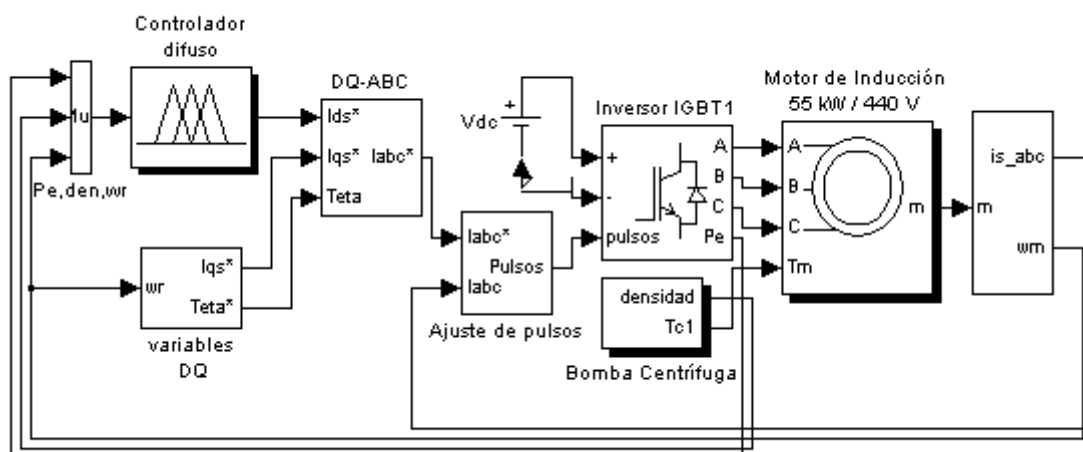 Controlador
difuso
Mu
Pe,den,wr
DQ-ABC
Ids*
Iqs*
Iabc*
Teta
wr
Iqs*
Teta*
variables
DQ
Iabc*
Pulsos
Iabc
Ajuste de pulsos
Vdc
+
Inversor IGBT1
+
-
pulsos
A
B
C
Pe
densidad
Tc1
Bomba Centrífuga
Motor de Inducción
55 kW / 440 V
A
B
C
Tm
m
m
is_abc
wm